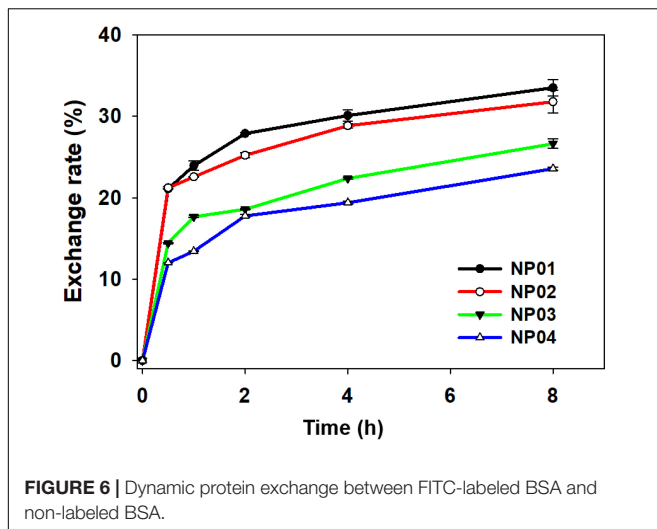 40
30
20
10
0
Exchange rate (%)
NP01
NP02
NP03
NP04
0 2 4 6 8
Time (h)
FIGURE 6 | Dynamic protein exchange between FITC-labeled BSA and
non-labeled BSA.